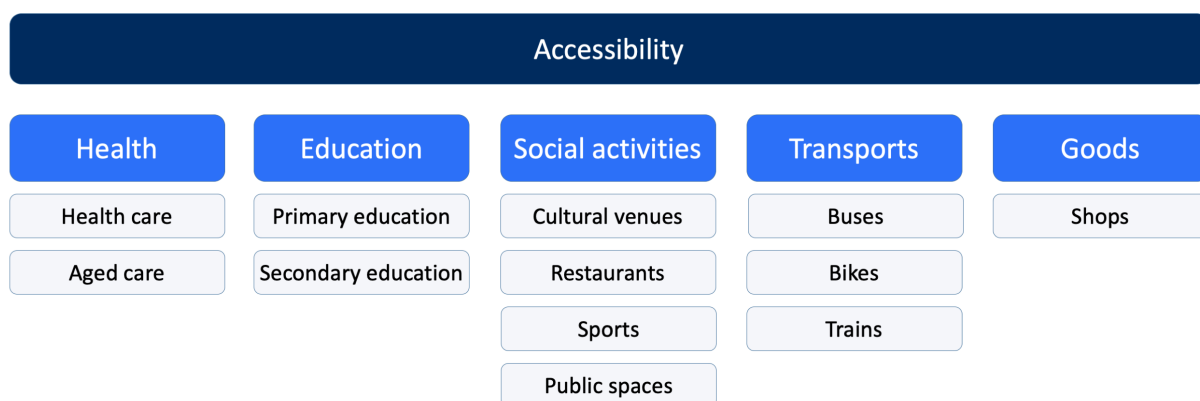 Accessibility
Health
Education
Social activities
Transports
Goods
Health care
Primary education
Cultural venues
Buses
Shops
Aged care
Secondary education
Restaurants
Bikes
Sports
Trains
Public spaces